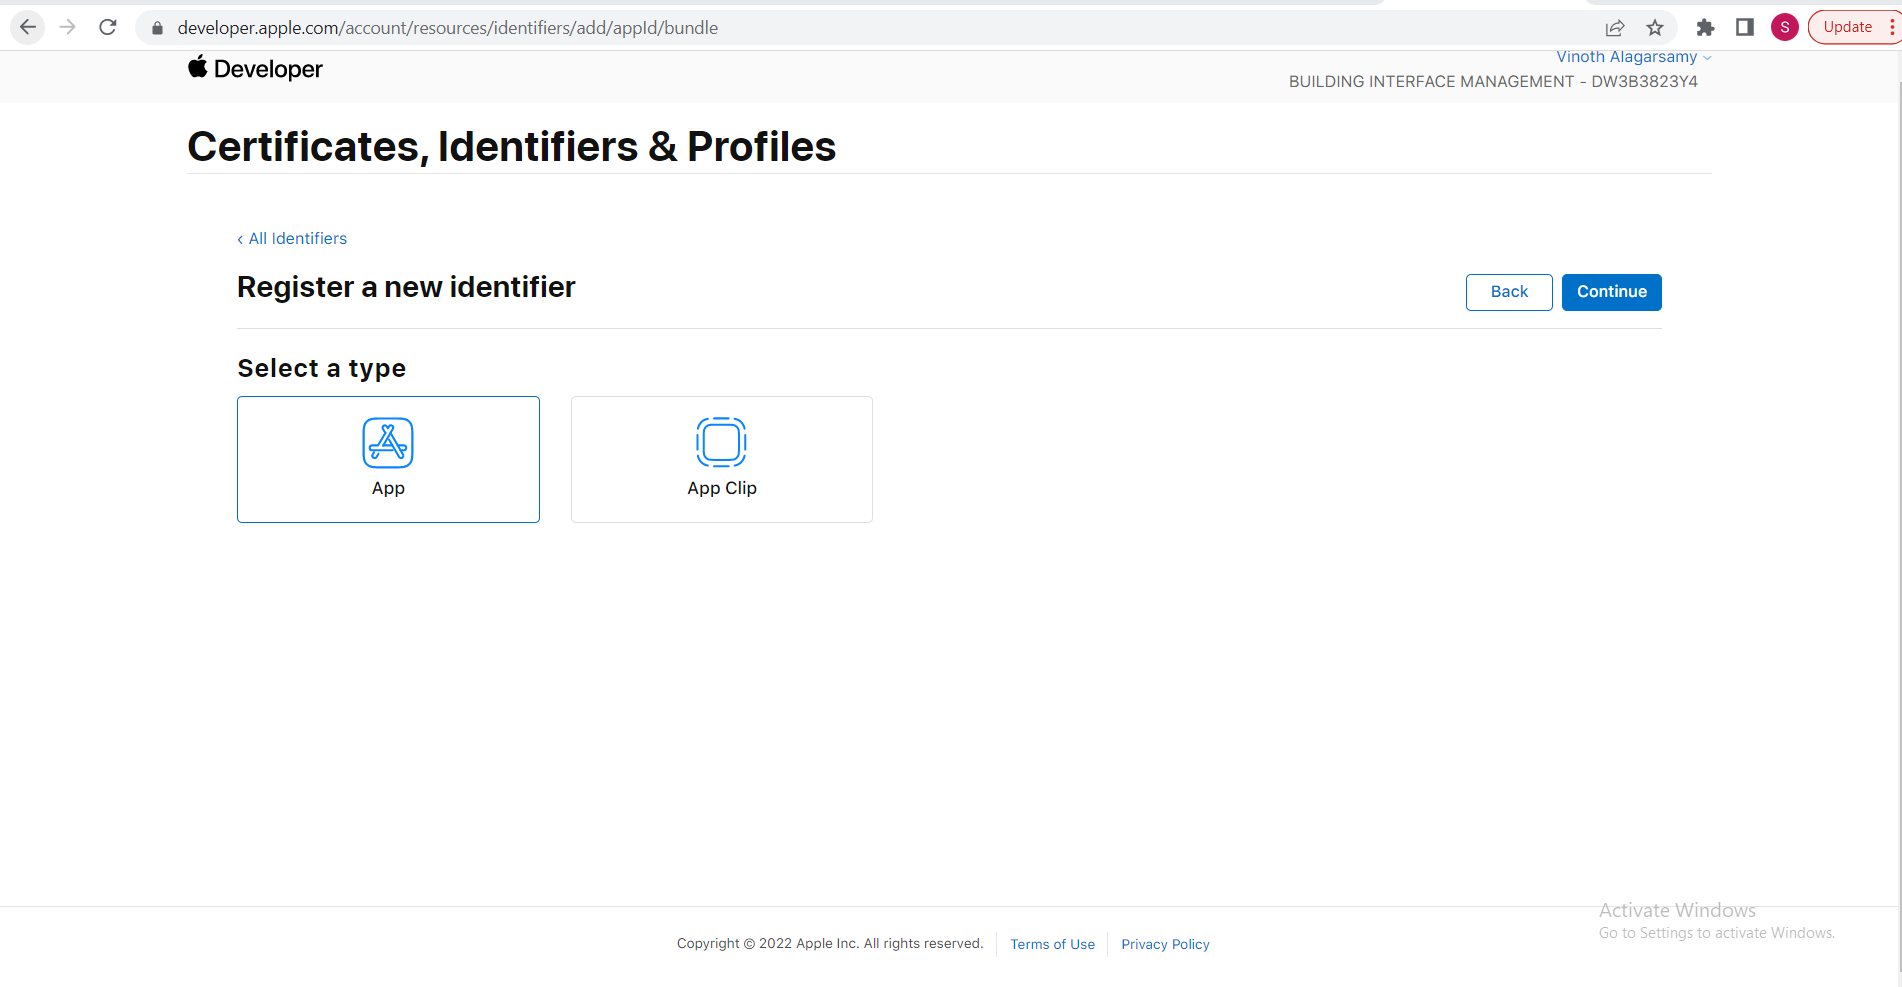 developer.apple.com/account/resources/identifiers/add/appId/bundle
S
Update
Developer
Vinoth Alagarsamy
BUILDING INTERFACE MANAGEMENT - DW3B3823Y4
Certificates, Identifiers & Profiles
‹ All Identifiers
Register a new identifier
Back
Continue
Select a type
App
App Clip
Activate Windows
Go to Settings to activate Windows.
Copyright © 2022 Apple Inc. All rights reserved.
Terms of Use
Privacy Policy